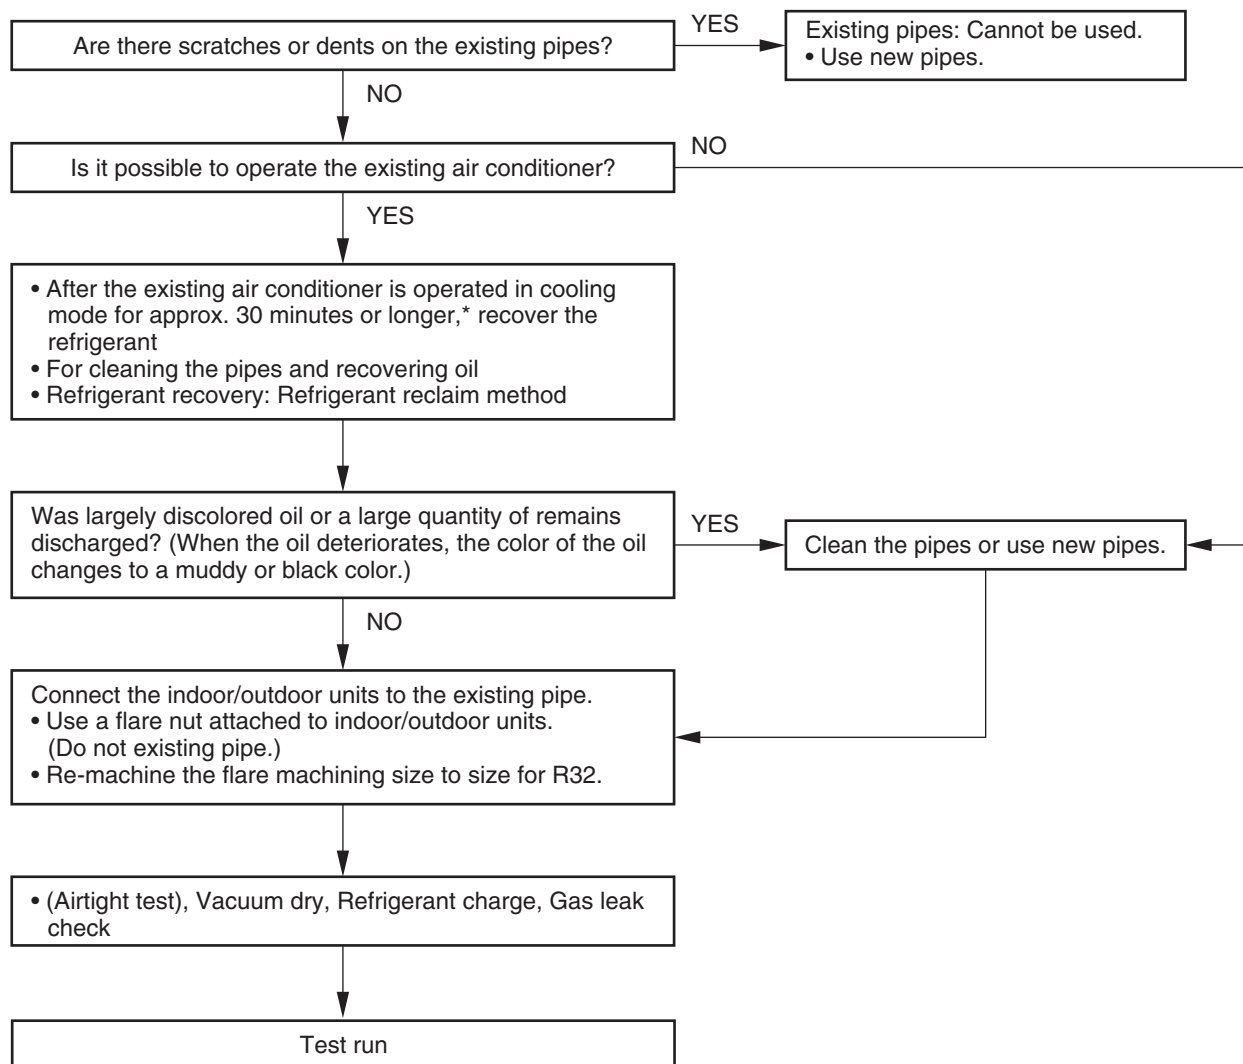 Are there scratches or dents on the existing pipes?
YES
Existing pipes: Cannot be used.
• Use new pipes.
NO
Is it possible to operate the existing air conditioner?
NO
YES
• After the existing air conditioner is operated in cooling
mode for approx. 30 minutes or longer,* recover the
refrigerant
• For cleaning the pipes and recovering oil
• Refrigerant recovery: Refrigerant reclaim method
Was largely discolored oil or a large quantity of remains
discharged? (When the oil deteriorates, the color of the oil
changes to a muddy or black color.)
YES
Clean the pipes or use new pipes.
NO
Connect the indoor/outdoor units to the existing pipe.
• Use a flare nut attached to indoor/outdoor units.
(Do not existing pipe.)
• Re-machine the flare machining size to size for R32.
• (Airtight test), Vacuum dry, Refrigerant charge, Gas leak
check
Test run